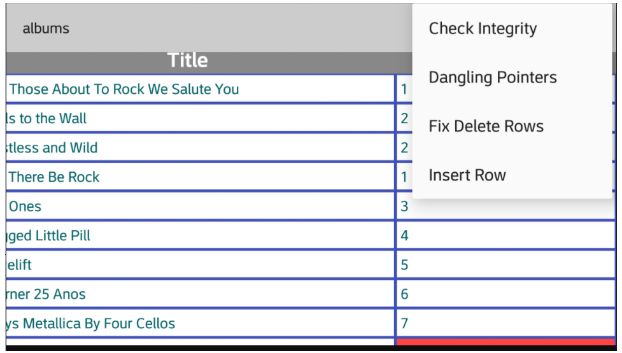 albums
Check Integrity
Title
Dangling Pointers
Those About To Rock We Salute You 1
ls to the Wall 2
Fix Delete Rows
stless and Wild 2
There Be Rock 1
Insert Row
Ones 3
gged Little Pill 4
elift 5
rner 25 Anos 6
ys Metallica By Four Cellos 7